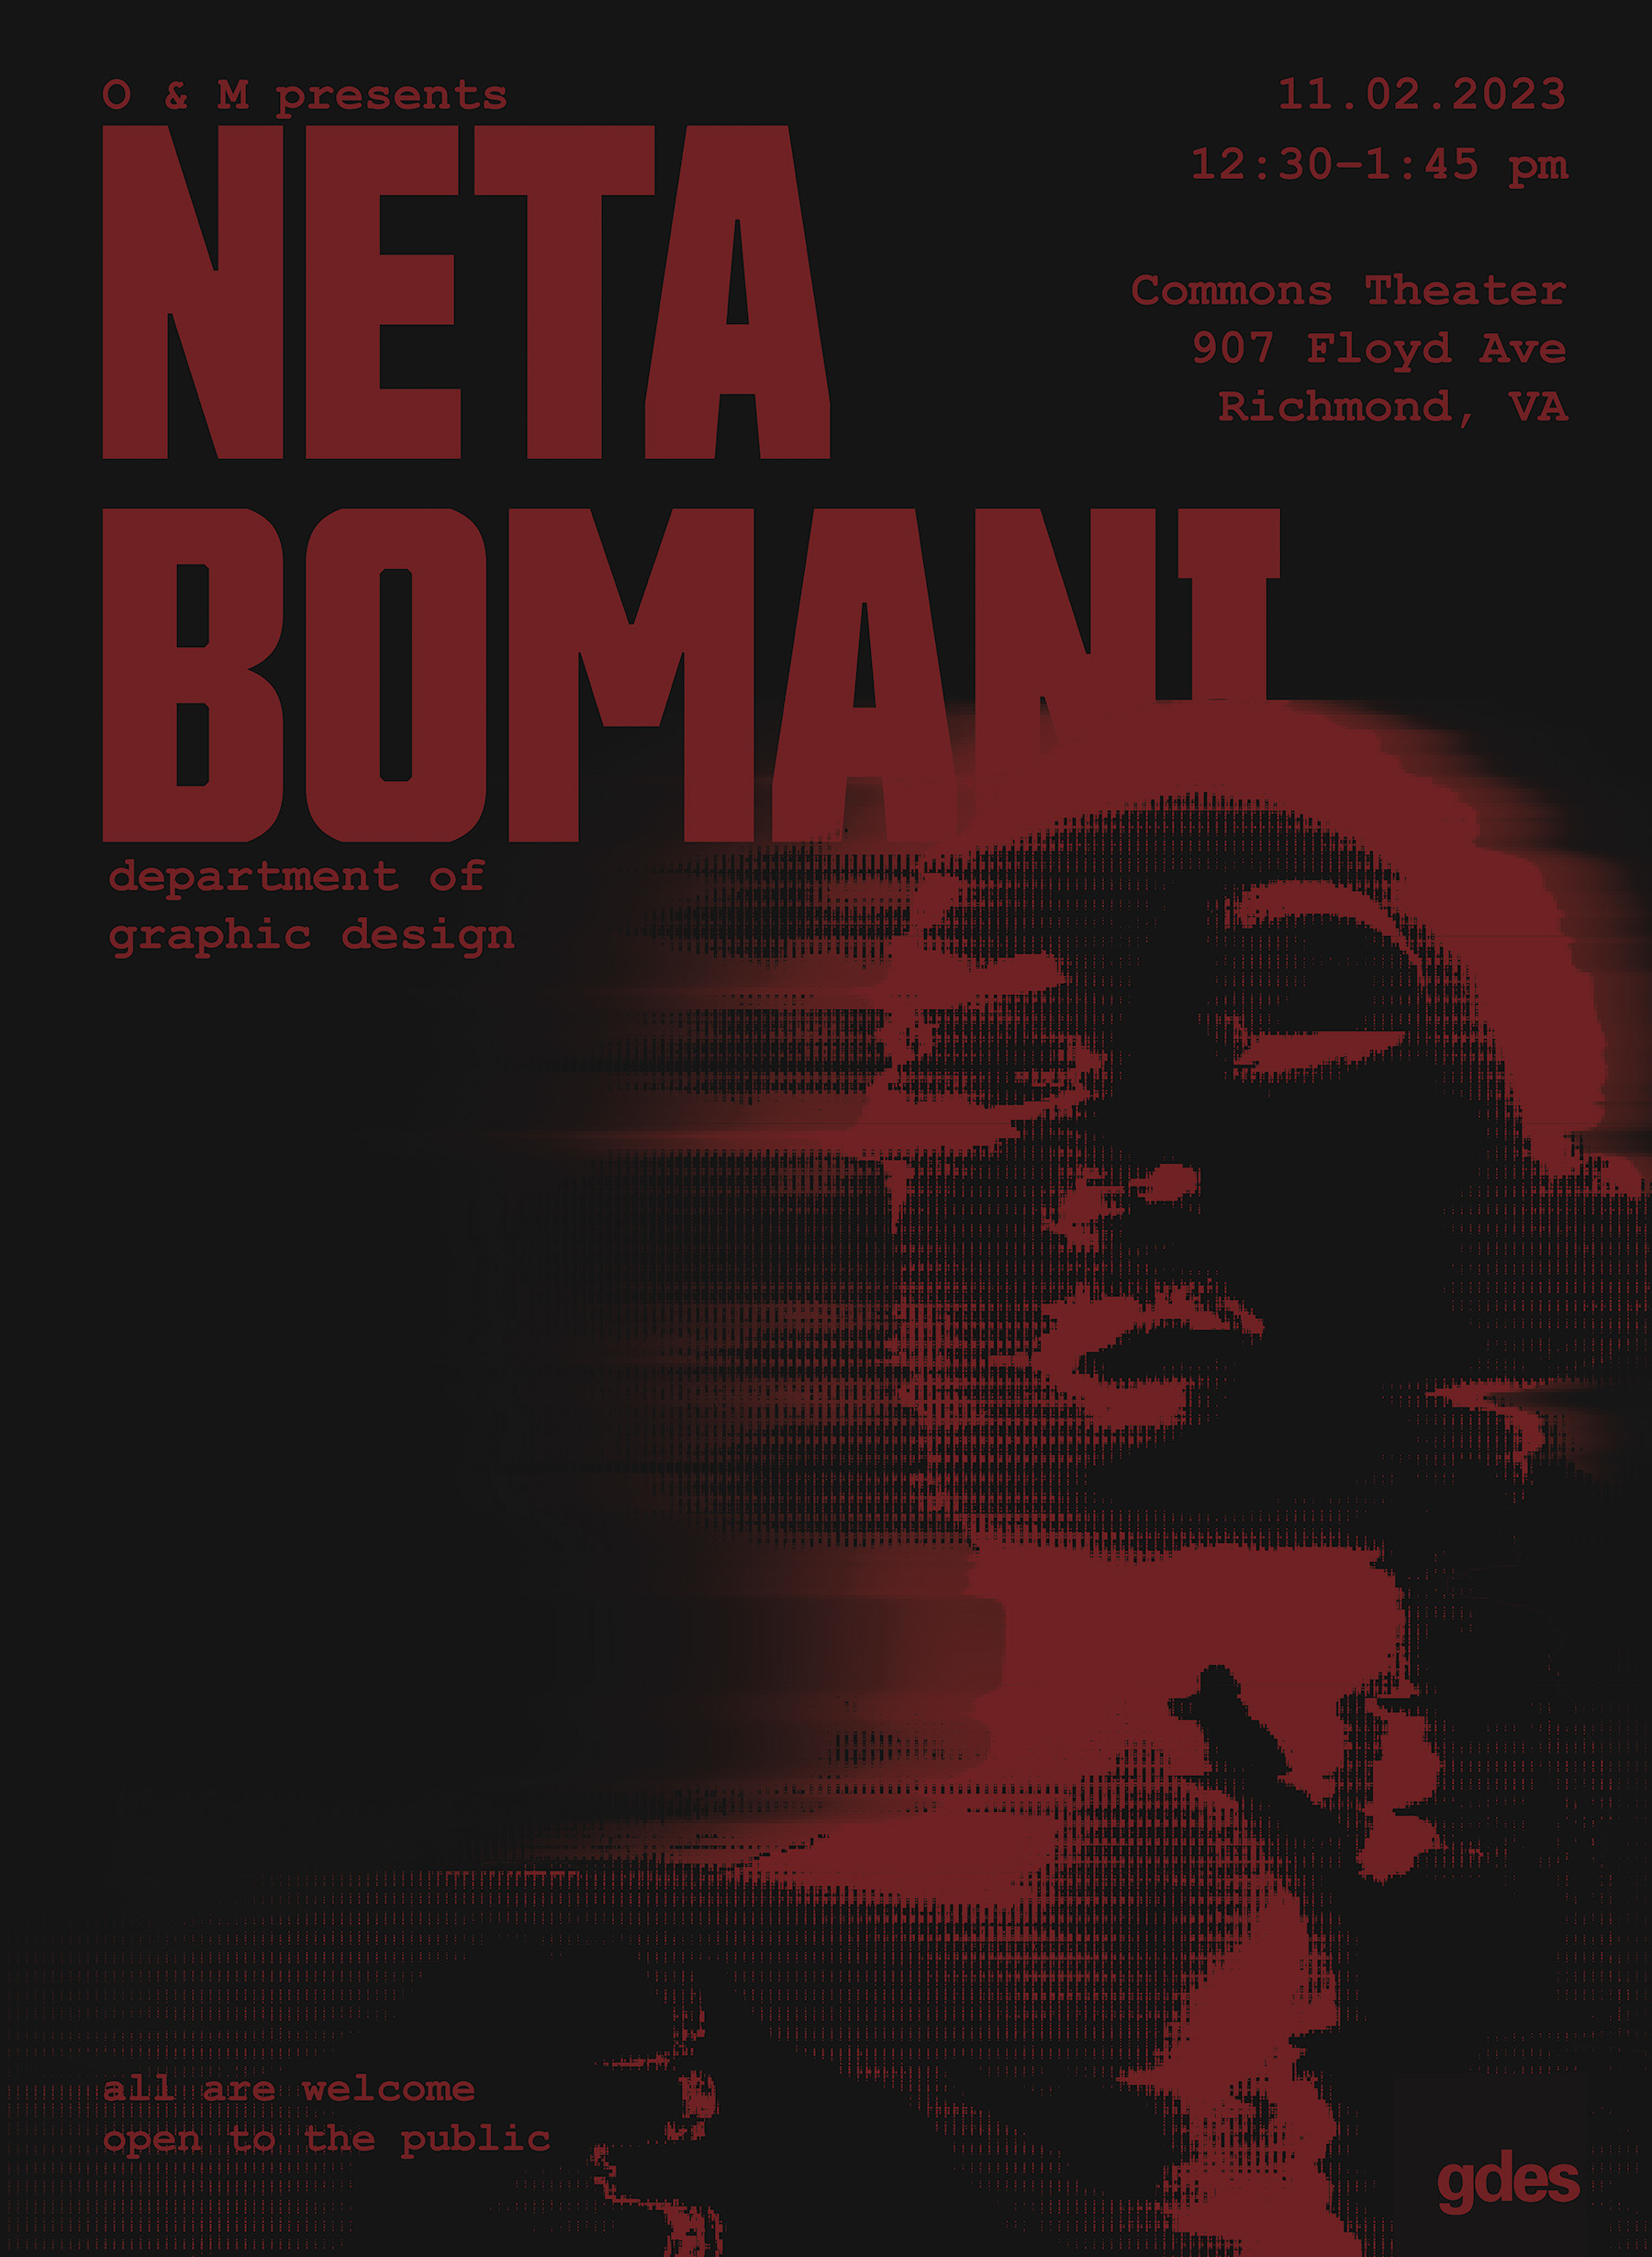 O & M presents
NETA
BOMANI
department of
graphic design
11.02.2023
12:30–1:45 pm
Commons Theater
907 Floyd Ave
Richmond, VA
all are welcome
open to the public
gdes